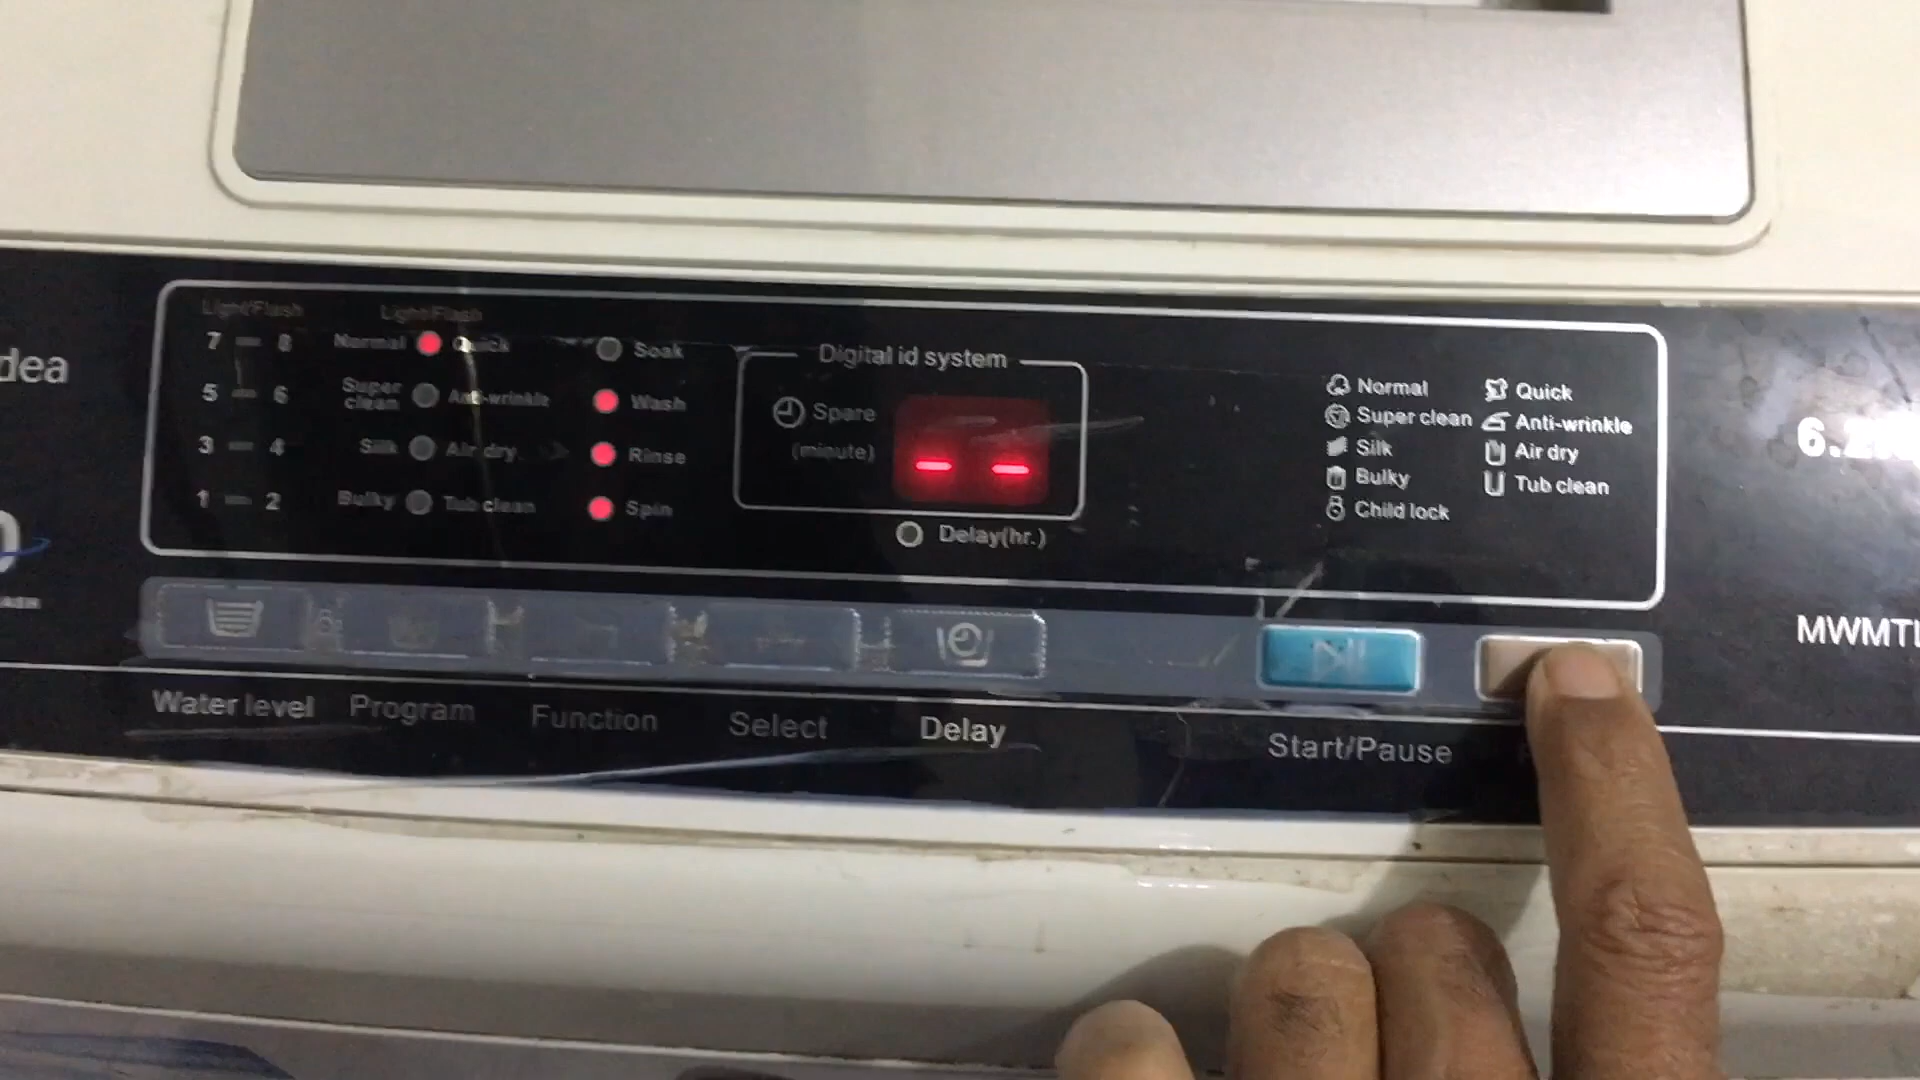 dea
Light/Flash Light/Flash
7 8 Normal Quick Soak
5 6 Super clean Anti-wrinkle Wash
3 4 Silk Air dry Rinse
1 2 Bulky Tub clean Spin
Digital id system
Spare
(minute)
- -
Delay(hr.)
Normal Quick
Super clean Anti-wrinkle
Silk Air dry
Bulky Tub clean
Child lock
Water level Program Function Select Delay Start/Pause